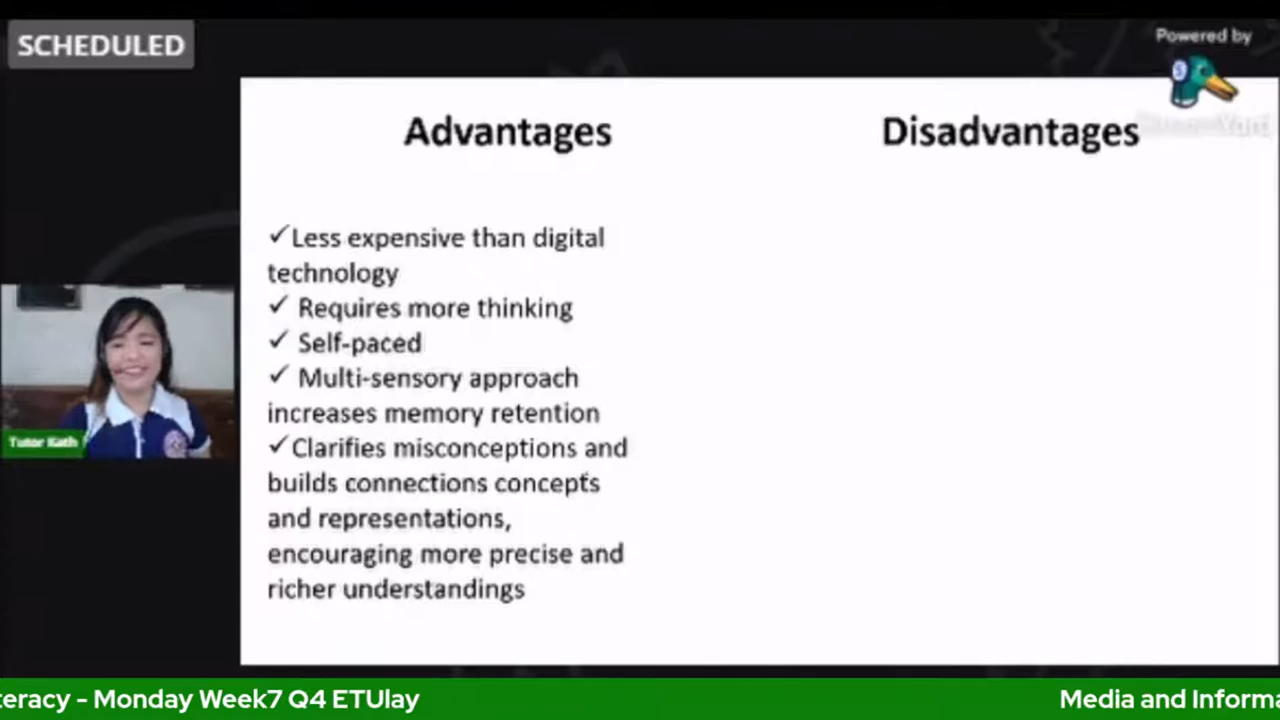 SCHEDULED
Powered by
Advantages
Disadvantages
✓Less expensive than digital
technology
✓ Requires more thinking
✓ Self-paced
✓ Multi-sensory approach
increases memory retention
✓Clarifies misconceptions and
builds connections concepts
and representations,
encouraging more precise and
richer understandings
Tutor Kath
teracy - Monday Week7 Q4 ETUlay
Media and Informa